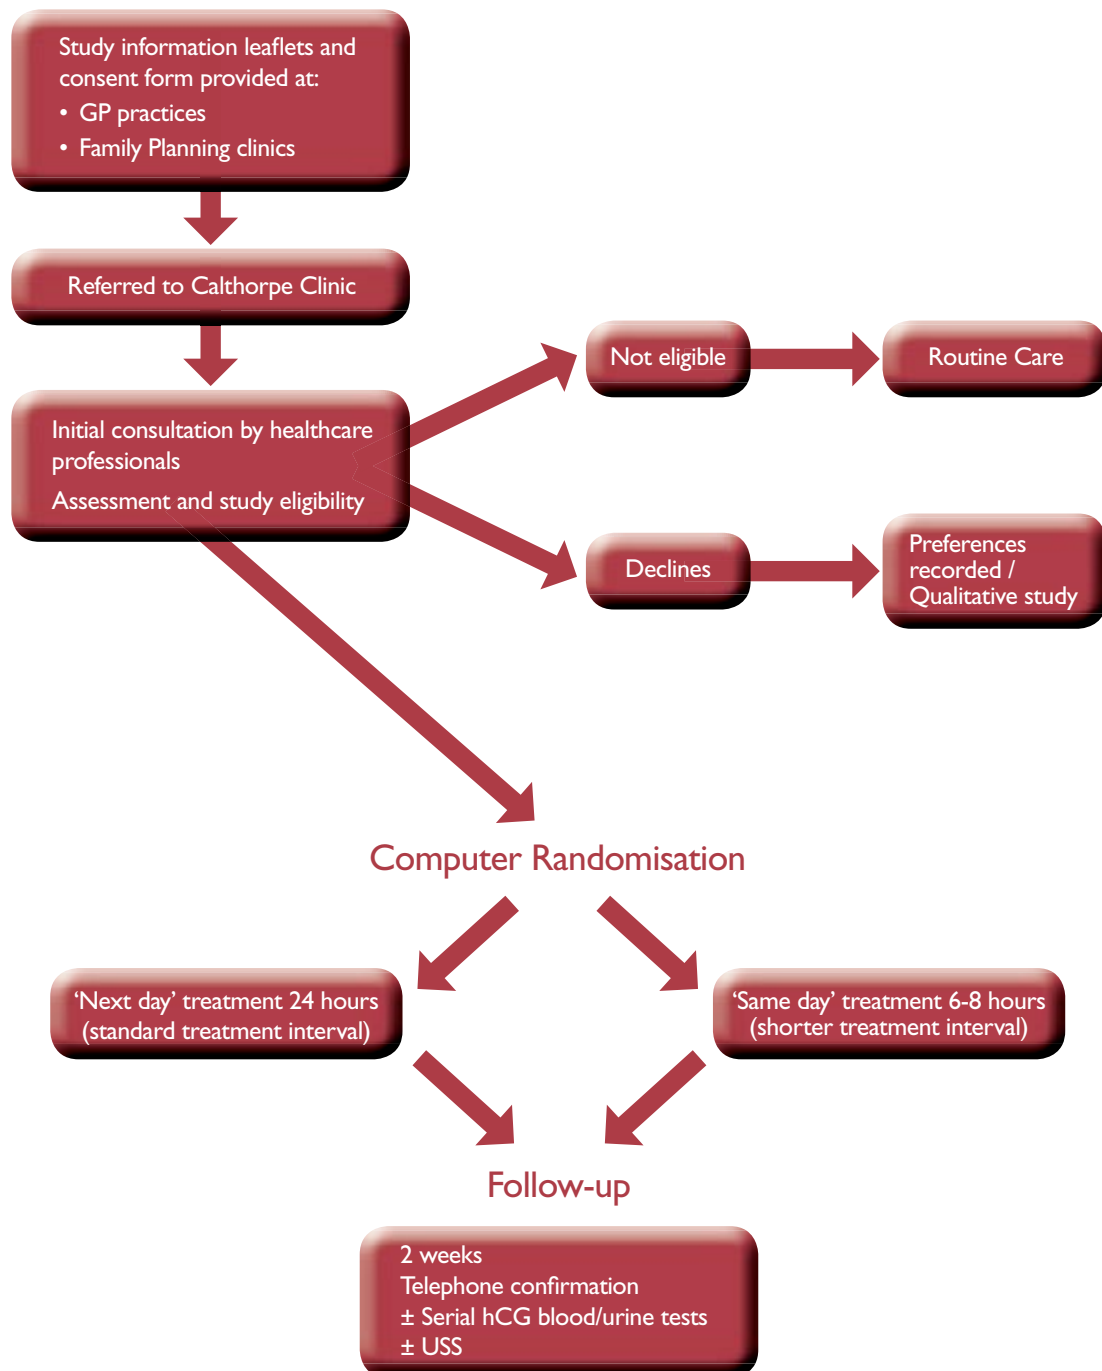 Study information leaflets and
consent form provided at:
• GP practices
• Family Planning clinics
Referred to Calthorpe Clinic
Not eligible
Routine Care
Initial consultation by healthcare
professionals
Assessment and study eligibility
Declines
Preferences
recorded /
Qualitative study
Computer Randomisation
‘Next day’ treatment 24 hours
(standard treatment interval)
‘Same day’ treatment 6-8 hours
(shorter treatment interval)
Follow-up
2 weeks
Telephone confirmation
± Serial hCG blood/urine tests
± USS